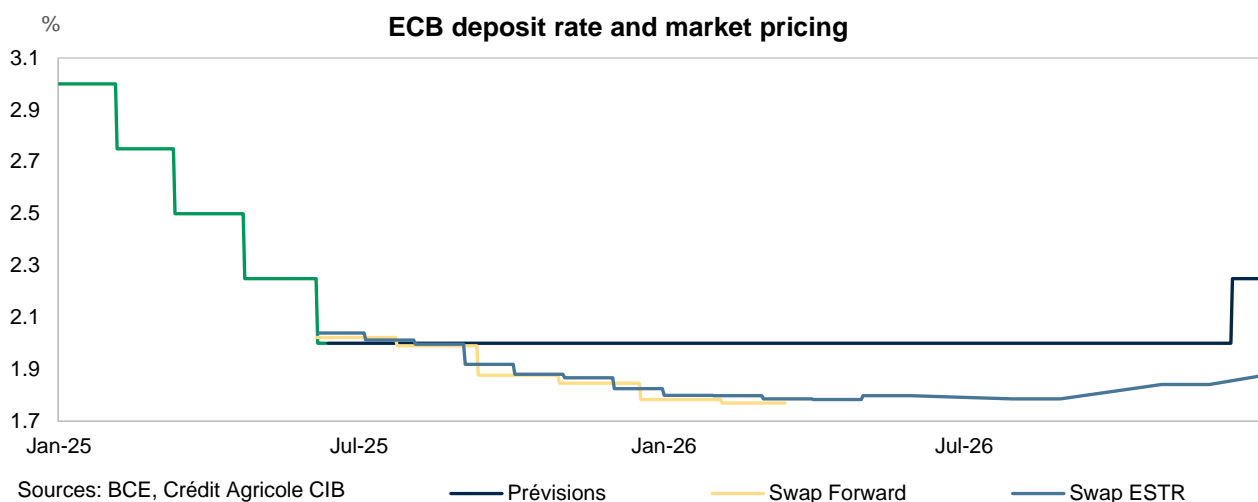 %
ECB deposit rate and market pricing
3.1
2.9
2.7
2.5
2.3
2.1
1.9
1.7
Jan-25 Jul-25 Jan-26 Jul-26
Sources: BCE, Crédit Agricole CIB
Prévisions Swap Forward Swap ESTR